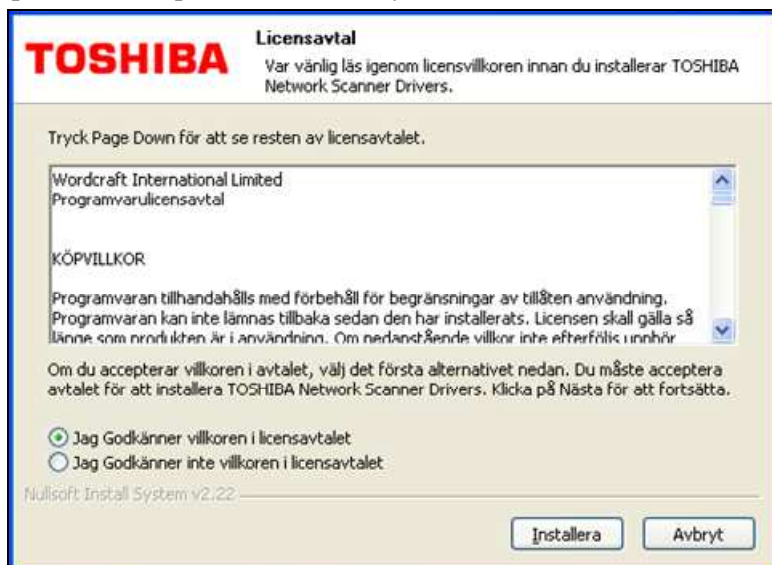 TOSHIBA
Licensavtal
Var vänlig läs igenom licensvillkoren innan du installerar TOSHIBA
Network Scanner Drivers.
Tryck Page Down för att se resten av licensavtalet.
Wordcraft International Limited
Programvarulicensavtal
KÖPVILLKOR
Programvaran tillhandahålls med förbehåll för begränsningar av tillåten användning.
Programvaran kan inte lämnas tillbaka sedan den har installerats. Licensen skall gälla så
länge som produkten är i användning. Om nedanstående villkor inte efterföljs upphör
Om du accepterar villkoren i avtalet, välj det första alternativet nedan. Du måste acceptera
avtalet för att installera TOSHIBA Network Scanner Drivers. Klicka på Nästa för att fortsätta.
Jag Godkänner villkoren i licensavtalet
Jag Godkänner inte villkoren i licensavtalet
Nullsoft Install System v2.22
Installera
Avbryt